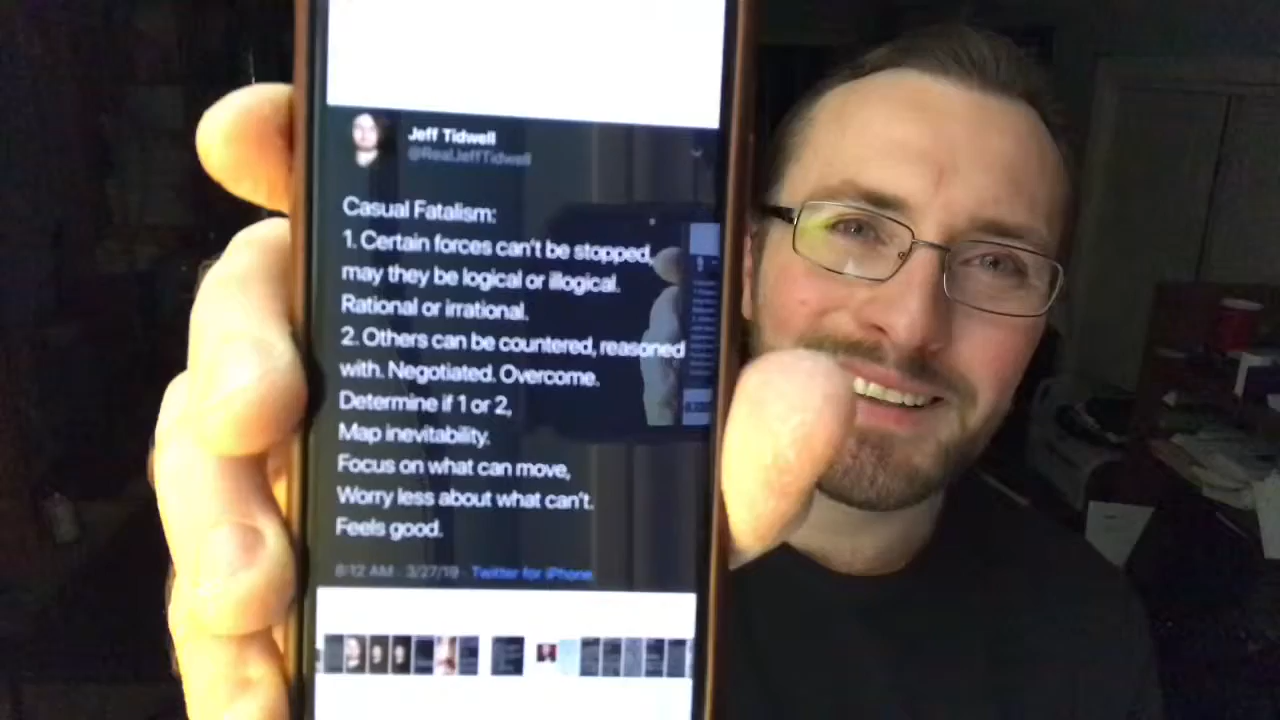 Jeff Tidwell
@RealJeffTidwell
Casual Fatalism:
1. Certain forces can't be stopped,
may they be logical or illogical.
Rational or irrational.
2. Others can be countered, reasoned
with. Negotiated. Overcome.
Determine if 1 or 2,
Map inevitability.
Focus on what can move,
Worry less about what can't.
Feels good.
8:12 AM · 3/27/19 · Twitter for iPhone